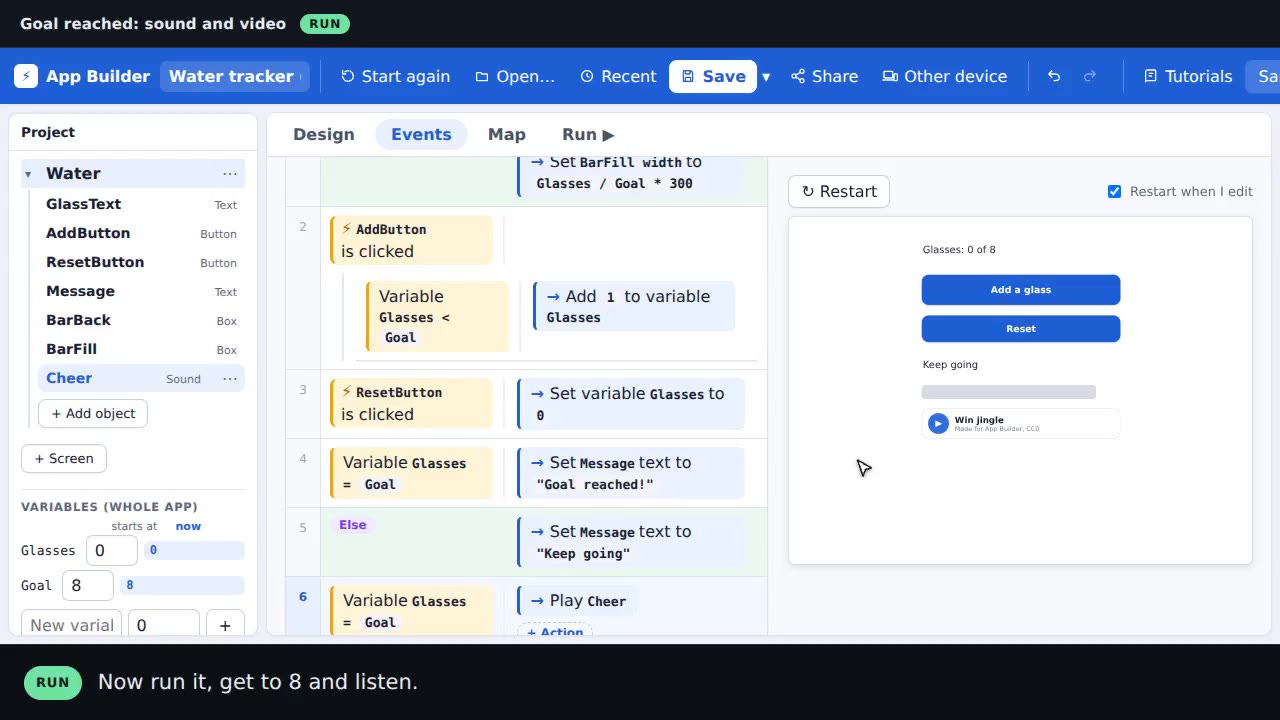 Goal reached: sound and video RUN
App Builder Water tracker Start again Open... Recent Save ▾ Share Other device Tutorials Sa
Project
Water ...
GlassText Text
AddButton Button
ResetButton Button
Message Text
BarBack Box
BarFill Box
Cheer Sound ...
+ Add object
+ Screen
VARIABLES (WHOLE APP)
starts at now
Glasses 0 0
Goal 8 8
New varial 0 +
Design Events Map Run ▶
→ Set BarFill width to
Glasses / Goal * 300
2
⚡ AddButton
is clicked
Variable
Glasses <
Goal
→ Add 1 to variable
Glasses
3
⚡ ResetButton
is clicked
→ Set variable Glasses to
0
4
Variable Glasses
= Goal
→ Set Message text to
"Goal reached!"
5
Else
→ Set Message text to
"Keep going"
6
Variable Glasses
= Goal
→ Play Cheer
+ Action
↻ Restart
Restart when I edit
Glasses: 0 of 8
Add a glass
Reset
Keep going
Win jingle
Made for App Builder, CC0
RUN Now run it, get to 8 and listen.